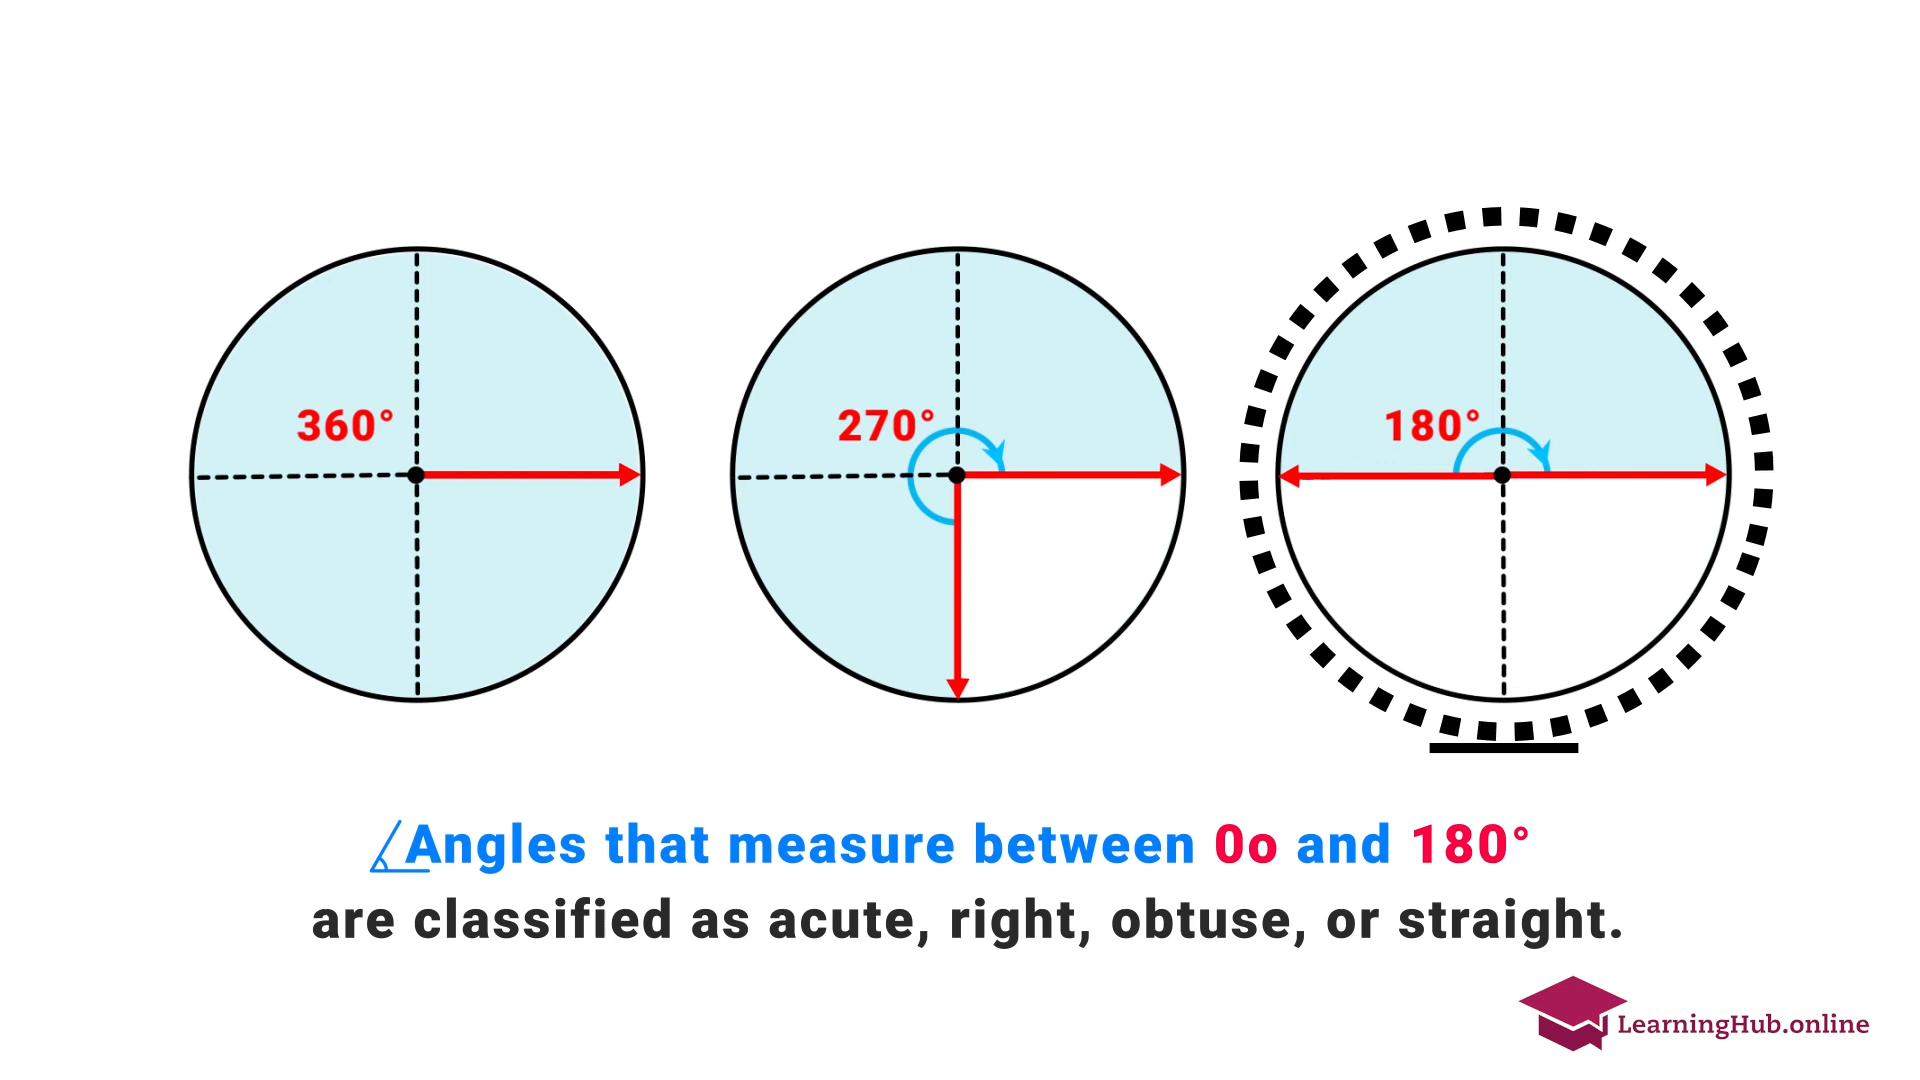 360°
270°
180°
Angles that measure between 0o and 180°
are classified as acute, right, obtuse, or straight.
LearningHub.online